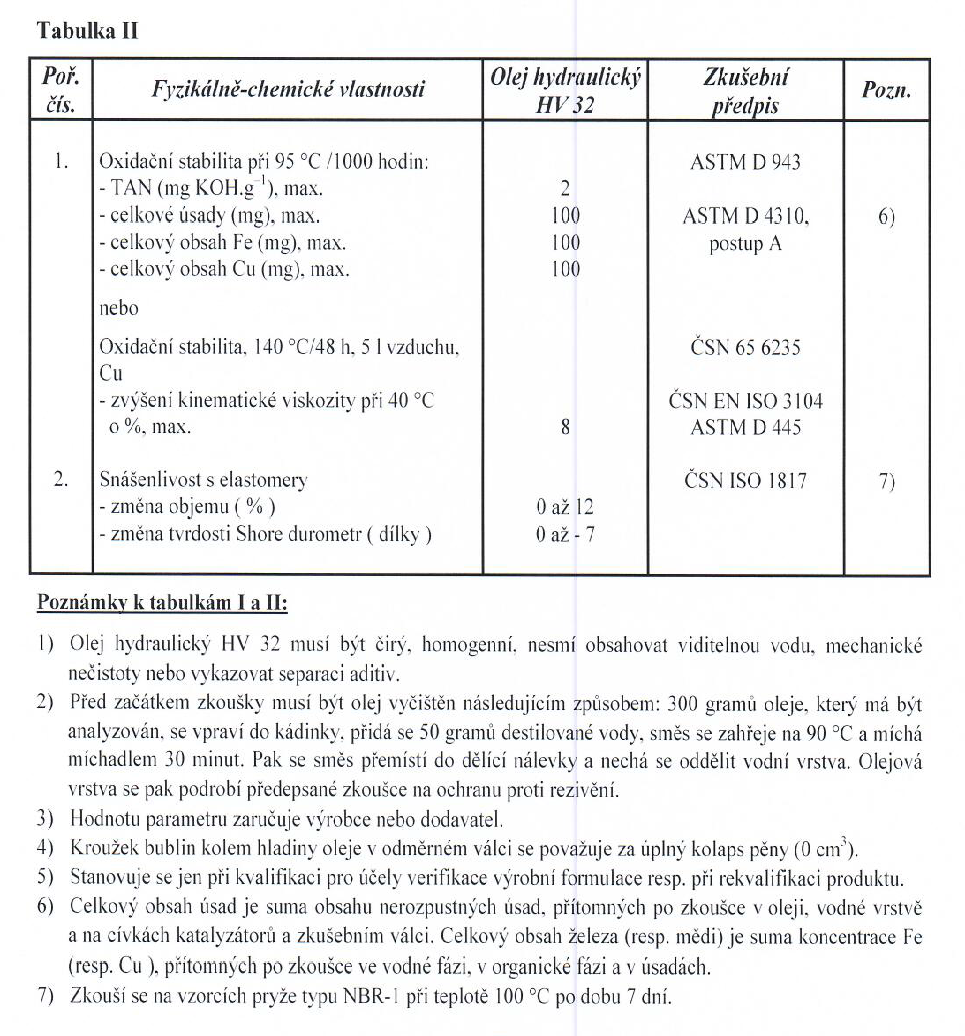 Tabulka II
Poř. čís. Fyzikálně-chemické vlastnosti Olej hydraulický HV 32 Zkušební předpis Pozn.
1. Oxidační stabilita při 95 °C /1000 hodin: ASTM D 943
- TAN (mg KOH.g⁻¹), max. 2
- celkové úsady (mg), max. 100 ASTM D 4310, 6)
- celkový obsah Fe (mg), max. 100 postup A
- celkový obsah Cu (mg), max. 100
nebo
Oxidační stabilita, 140 °C/48 h, 5 l vzduchu, ČSN 65 6235
Cu
- zvýšení kinematické viskozity při 40 °C ČSN EN ISO 3104
o %, max. 8 ASTM D 445
2. Snášenlivost s elastomery ČSN ISO 1817 7)
- změna objemu ( % ) 0 až 12
- změna tvrdosti Shore durometr ( dílky ) 0 až - 7
Poznámky k tabulkám I a II:
1) Olej hydraulický HV 32 musí být čirý, homogenní, nesmí obsahovat viditelnou vodu, mechanické
nečistoty nebo vykazovat separaci aditiv.
2) Před začátkem zkoušky musí být olej vyčištěn následujícím způsobem: 300 gramů oleje, který má být
analyzován, se vpraví do kádinky, přidá se 50 gramů destilované vody, směs se zahřeje na 90 °C a míchá
míchadlem 30 minut. Pak se směs přemístí do dělící nálevky a nechá se oddělit vodní vrstva. Olejová
vrstva se pak podrobí předepsané zkoušce na ochranu proti rezivění.
3) Hodnotu parametru zaručuje výrobce nebo dodavatel.
4) Kroužek bublin kolem hladiny oleje v odměrném válci se považuje za úplný kolaps pěny (0 cm³).
5) Stanovuje se jen při kvalifikaci pro účely verifikace výrobní formulace resp. při rekvalifikaci produktu.
6) Celkový obsah úsad je suma obsahu nerozpustných úsad, přítomných po zkoušce v oleji, vodné vrstvě
a na cívkách katalyzátorů a zkušebním válci. Celkový obsah železa (resp. mědi) je suma koncentrace Fe
(resp. Cu ), přítomných po zkoušce ve vodné fázi, v organické fázi a v úsadách.
7) Zkouší se na vzorcích pryže typu NBR-1 při teplotě 100 °C po dobu 7 dní.